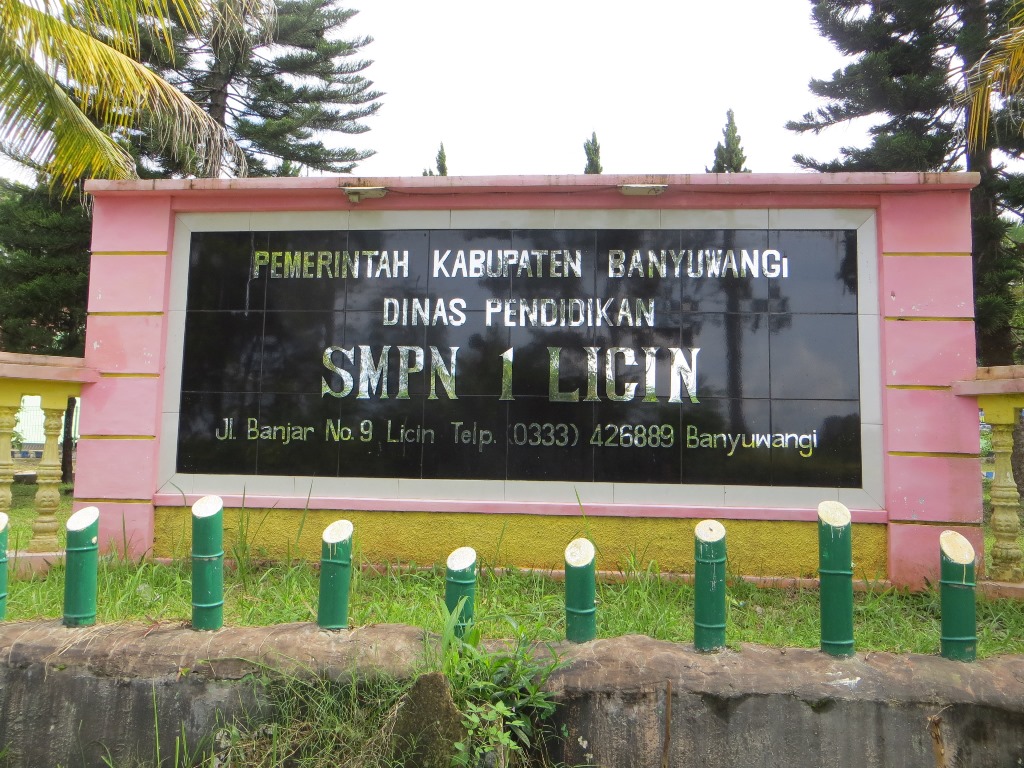 PEMERINTAH KABUPATEN BANYUWANGi
DINAS PENDIDIKAN
SMPN 1 LICIN
Jl. Banjar No. 9 Licin Telp. (0333) 426889 Banyuwangi